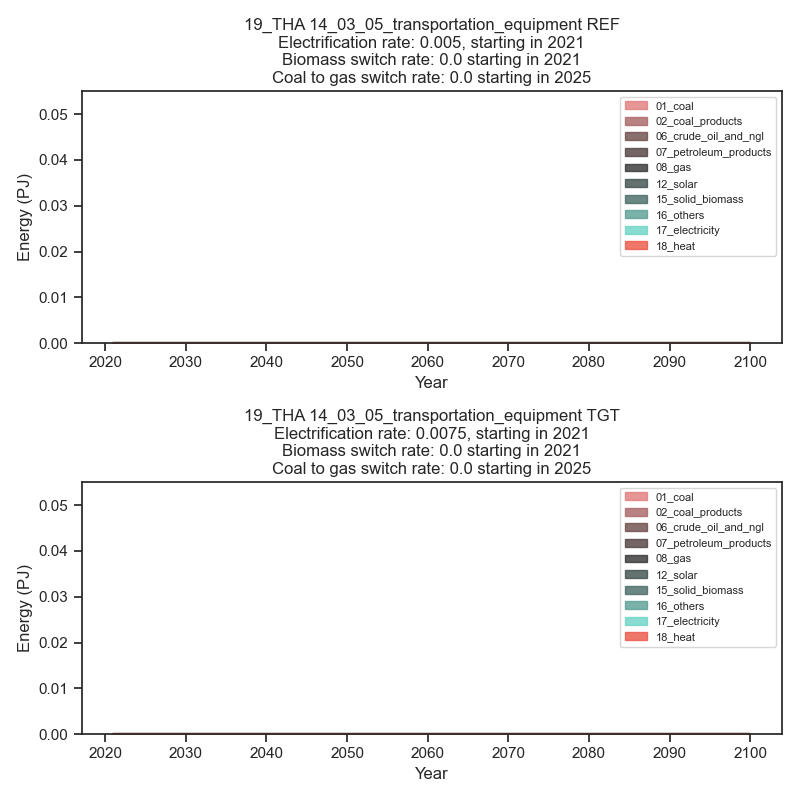 19_THA 14_03_05_transportation_equipment REF
Electrification rate: 0.005, starting in 2021
Biomass switch rate: 0.0 starting in 2021
Coal to gas switch rate: 0.0 starting in 2025
01_coal
02_coal_products
06_crude_oil_and_ngl
07_petroleum_products
08_gas
12_solar
15_solid_biomass
16_others
17_electricity
18_heat
Energy (PJ)
0.05
0.04
0.03
0.02
0.01
0.00
2020 2030 2040 2050 2060 2070 2080 2090 2100
Year
19_THA 14_03_05_transportation_equipment TGT
Electrification rate: 0.0075, starting in 2021
Biomass switch rate: 0.0 starting in 2021
Coal to gas switch rate: 0.0 starting in 2025
01_coal
02_coal_products
06_crude_oil_and_ngl
07_petroleum_products
08_gas
12_solar
15_solid_biomass
16_others
17_electricity
18_heat
Energy (PJ)
0.05
0.04
0.03
0.02
0.01
0.00
2020 2030 2040 2050 2060 2070 2080 2090 2100
Year